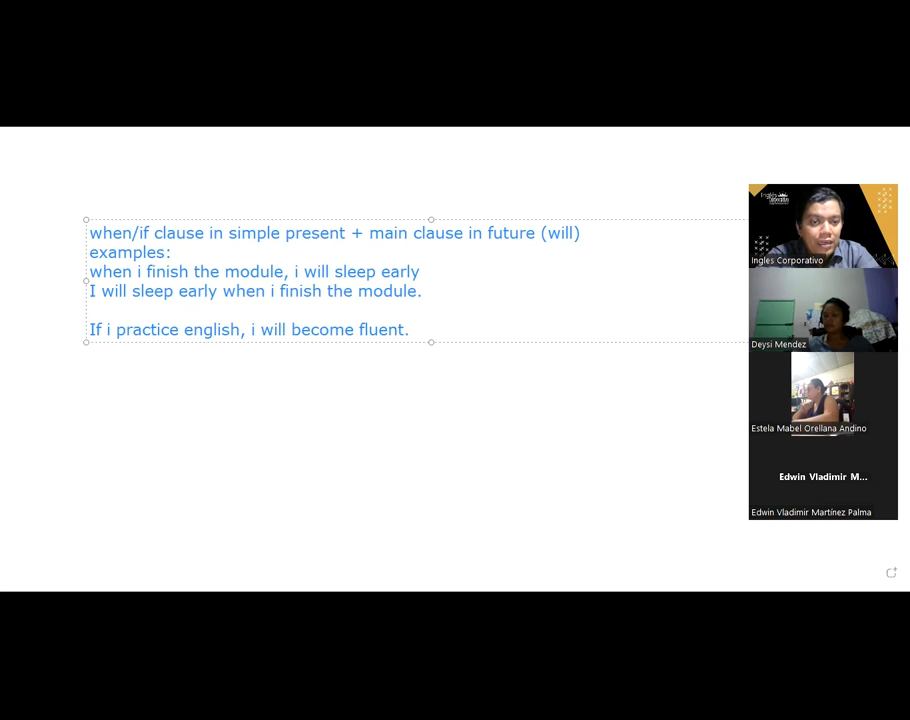 when/if clause in simple present + main clause in future (will)
examples:
when i finish the module, i will sleep early
I will sleep early when i finish the module.
If i practice english, i will become fluent.
Inglés Corporativo
Deysi Mendez
Estela Mabel Orellana Andino
Edwin Vladimir M...
Edwin Vladimir Martínez Palma